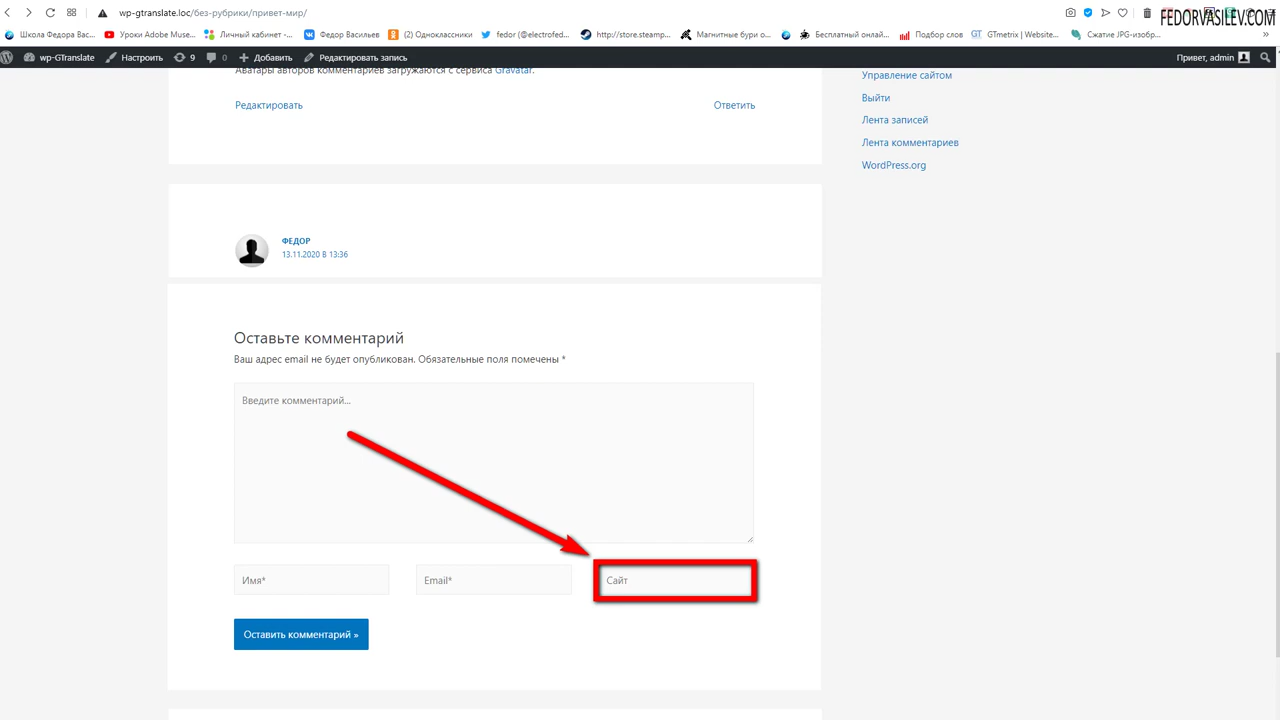 wp-gtranslate.loc/без-рубрики/привет-мир/
FEDORVASILEV.COM
Школа Федора Вас... Уроки Adobe Muse... Личный кабинет -... Федор Васильев (2) Одноклассники fedor (@electrofed... http://store.steamp... Магнитные бури о... Бесплатный онлай... Подбор слов GTmetrix | Website... Сжатие JPG-изобр...
wp-GTranslate Настроить 9 0 Добавить Редактировать запись Привет, admin
Аватары авторов комментариев загружаются с сервиса Gravatar.
Редактировать Ответить
Управление сайтом
Выйти
Лента записей
Лента комментариев
WordPress.org
ФЕДОР
13.11.2020 В 13:36
Оставьте комментарий
Ваш адрес email не будет опубликован. Обязательные поля помечены *
Введите комментарий...
Имя* Email* Сайт
Оставить комментарий »